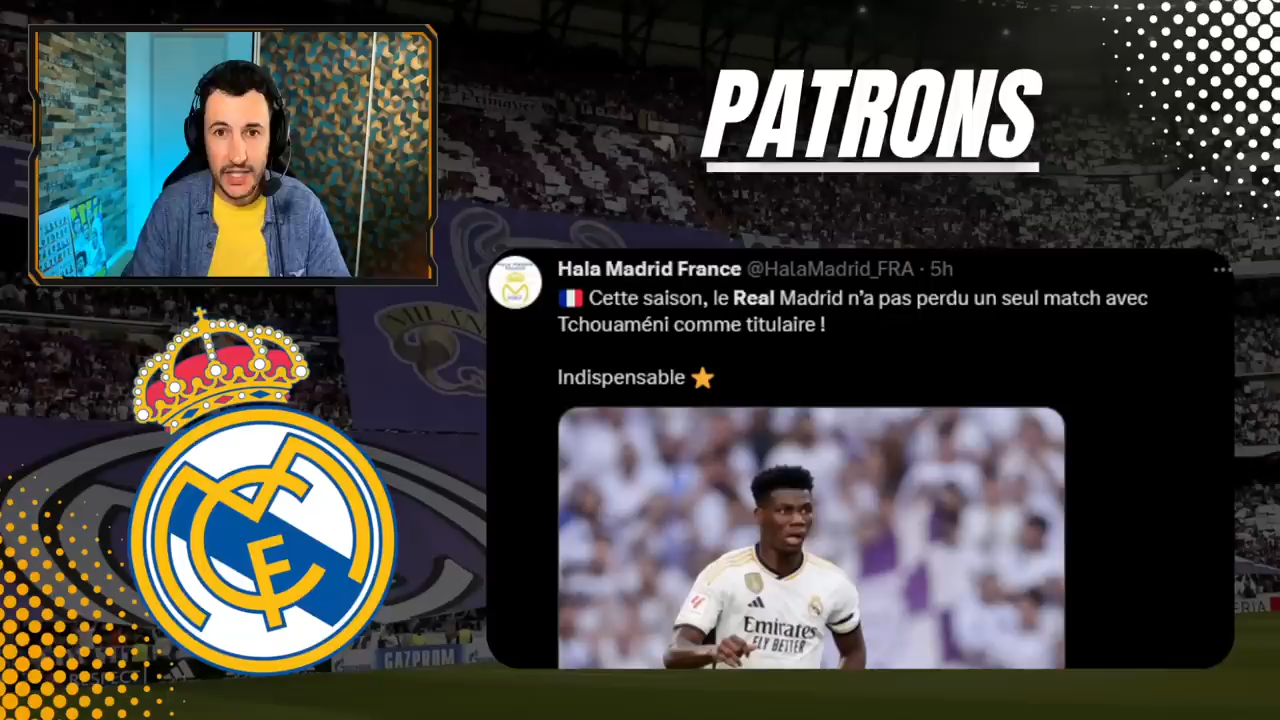 PATRONS
Hala Madrid France @HalaMadrid_FRA · 5h
🇫🇷 Cette saison, le Real Madrid n'a pas perdu un seul match avec
Tchouaméni comme titulaire !
Indispensable ⭐
Emirates
FLY BETTER
GAZPROM
RESPECT